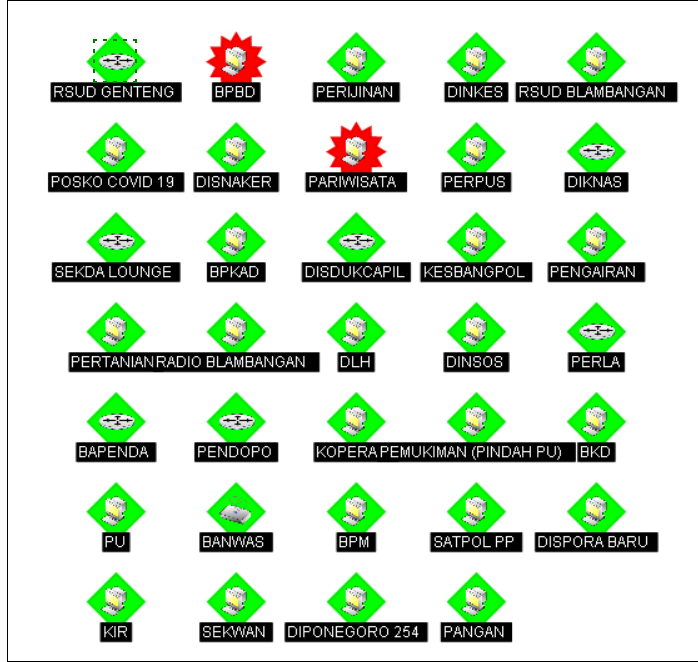 RSUD GENTENG BPBD PERIJINAN DINKES RSUD BLAMBANGAN
POSKO COVID 19 DISNAKER PARIWISATA PERPUS DIKNAS
SEKDA LOUNGE BPKAD DISDUKCAPIL KESBANGPOL PENGAIRAN
PERTANIAN RADIO BLAMBANGAN DLH DINSOS PERLA
BAPENDA PENDOPO KOPERA PEMUKIMAN (PINDAH PU) BKD
PU BANWAS BPM SATPOL PP DISPORA BARU
KIR SEKWAN DIPONEGORO 254 PANGAN